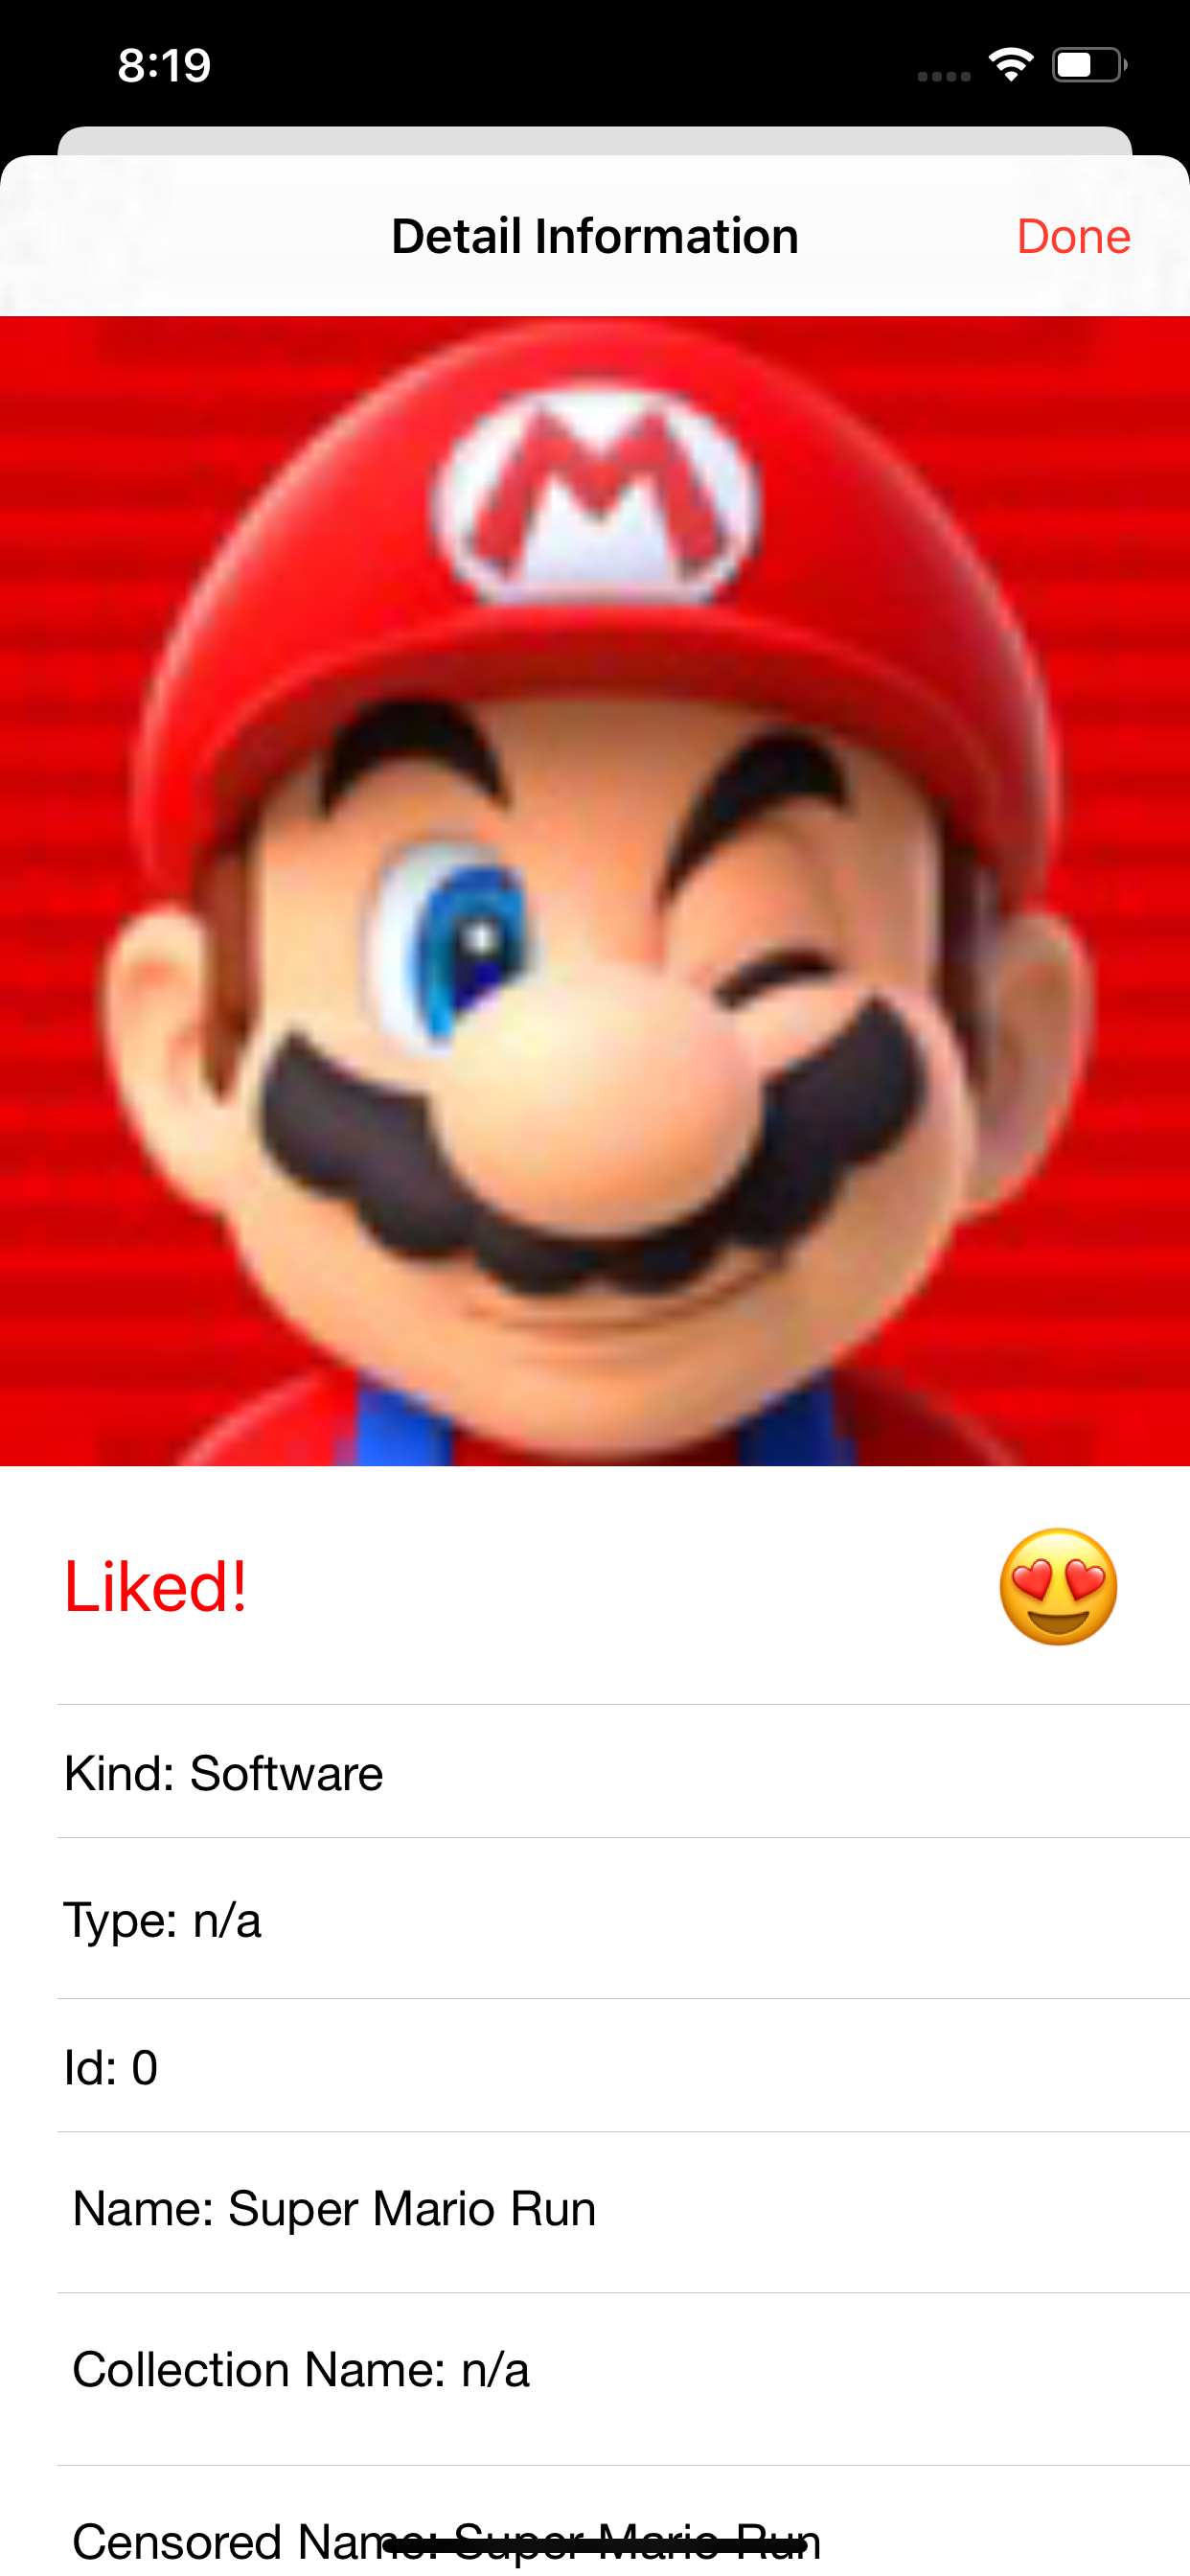 8:19
Detail Information
Done
M
Liked!
Kind: Software
Type: n/a
Id: 0
Name: Super Mario Run
Collection Name: n/a
Censored Name: Super Mario Run